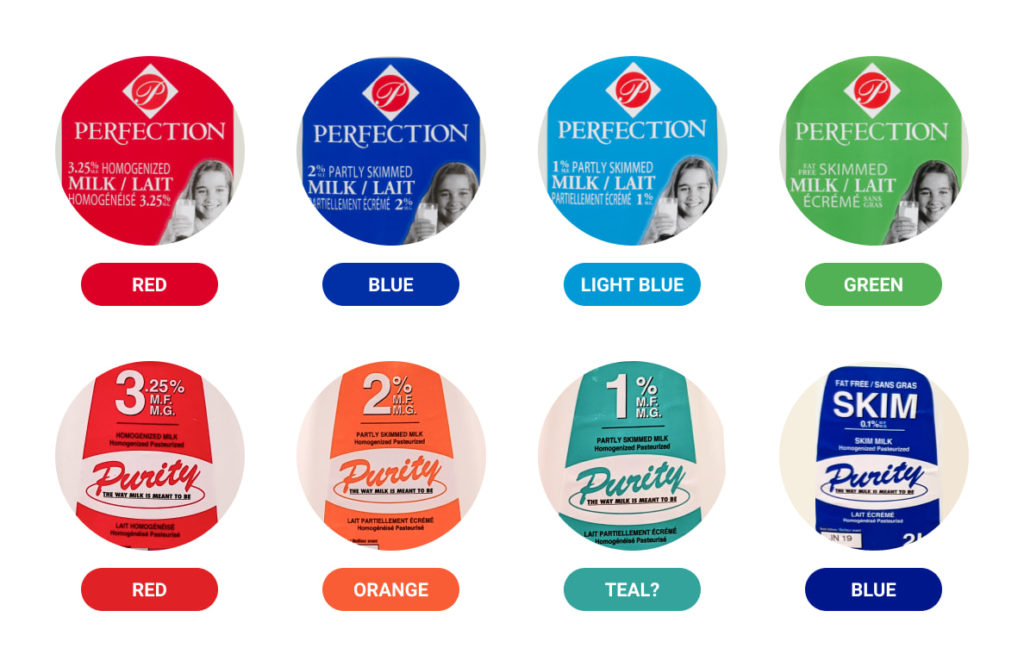 P
PERFECTION
3.25% M.F. HOMOGENIZED
MILK / LAIT
HOMOGÉNÉISÉ 3.25% M.G.
RED
P
PERFECTION
2% M.F. PARTLY SKIMMED
MILK / LAIT
PARTIELLEMENT ÉCRÉMÉ 2% M.G.
BLUE
P
PERFECTION
1% M.F. PARTLY SKIMMED
MILK / LAIT
PARTIELLEMENT ÉCRÉMÉ 1% M.G.
LIGHT BLUE
P
PERFECTION
FAT FREE SKIMMED
MILK / LAIT
ÉCRÉMÉ SANS GRAS
GREEN
3.25%
M.F.
M.G.
HOMOGENIZED MILK
Homogenized Pasteurized
Purity
THE WAY MILK IS MEANT TO BE
LAIT HOMOGÉNÉISÉ
Homogénéisé Pasteurisé
RED
2%
M.F.
M.G.
PARTLY SKIMMED MILK
Homogenized Pasteurized
Purity
THE WAY MILK IS MEANT TO BE
LAIT PARTIELLEMENT ÉCRÉMÉ
Homogénéisé Pasteurisé
ORANGE
1%
M.F.
M.G.
PARTLY SKIMMED MILK
Homogenized Pasteurized
Purity
THE WAY MILK IS MEANT TO BE
LAIT PARTIELLEMENT ÉCRÉMÉ
Homogénéisé Pasteurisé
TEAL?
FAT FREE / SANS GRAS
SKIM
0.1% M.F. M.G.
SKIM MILK
Homogenized Pasteurized
Purity
THE WAY MILK IS MEANT TO BE
LAIT ÉCRÉMÉ
Homogénéisé Pasteurisé
JN 19
2L
BLUE